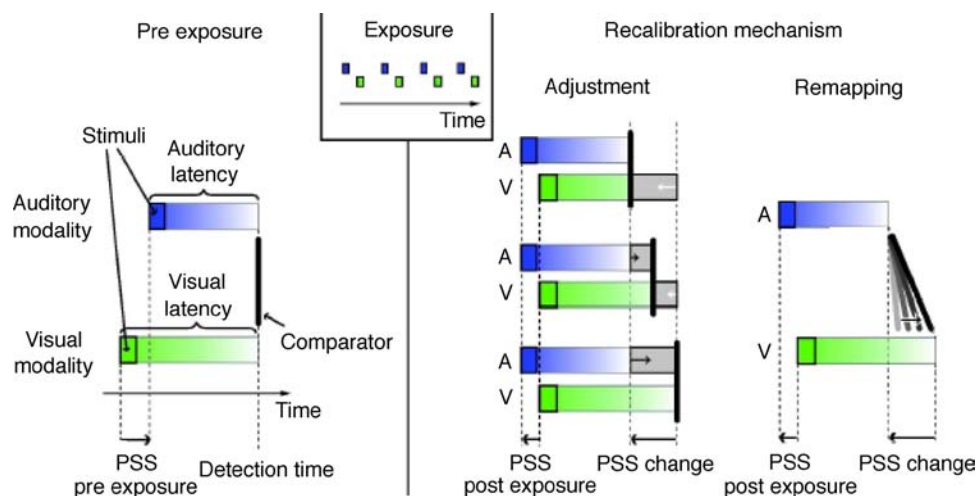 Pre exposure
Stimuli
Auditory
latency
Auditory
modality
Visual
latency
Visual
modality
Comparator
Time
PSS
pre exposure
Detection time
Exposure
Time
Recalibration mechanism
Adjustment
A
V
A
V
A
V
PSS
post exposure
PSS change
Remapping
A
V
PSS
post exposure
PSS change